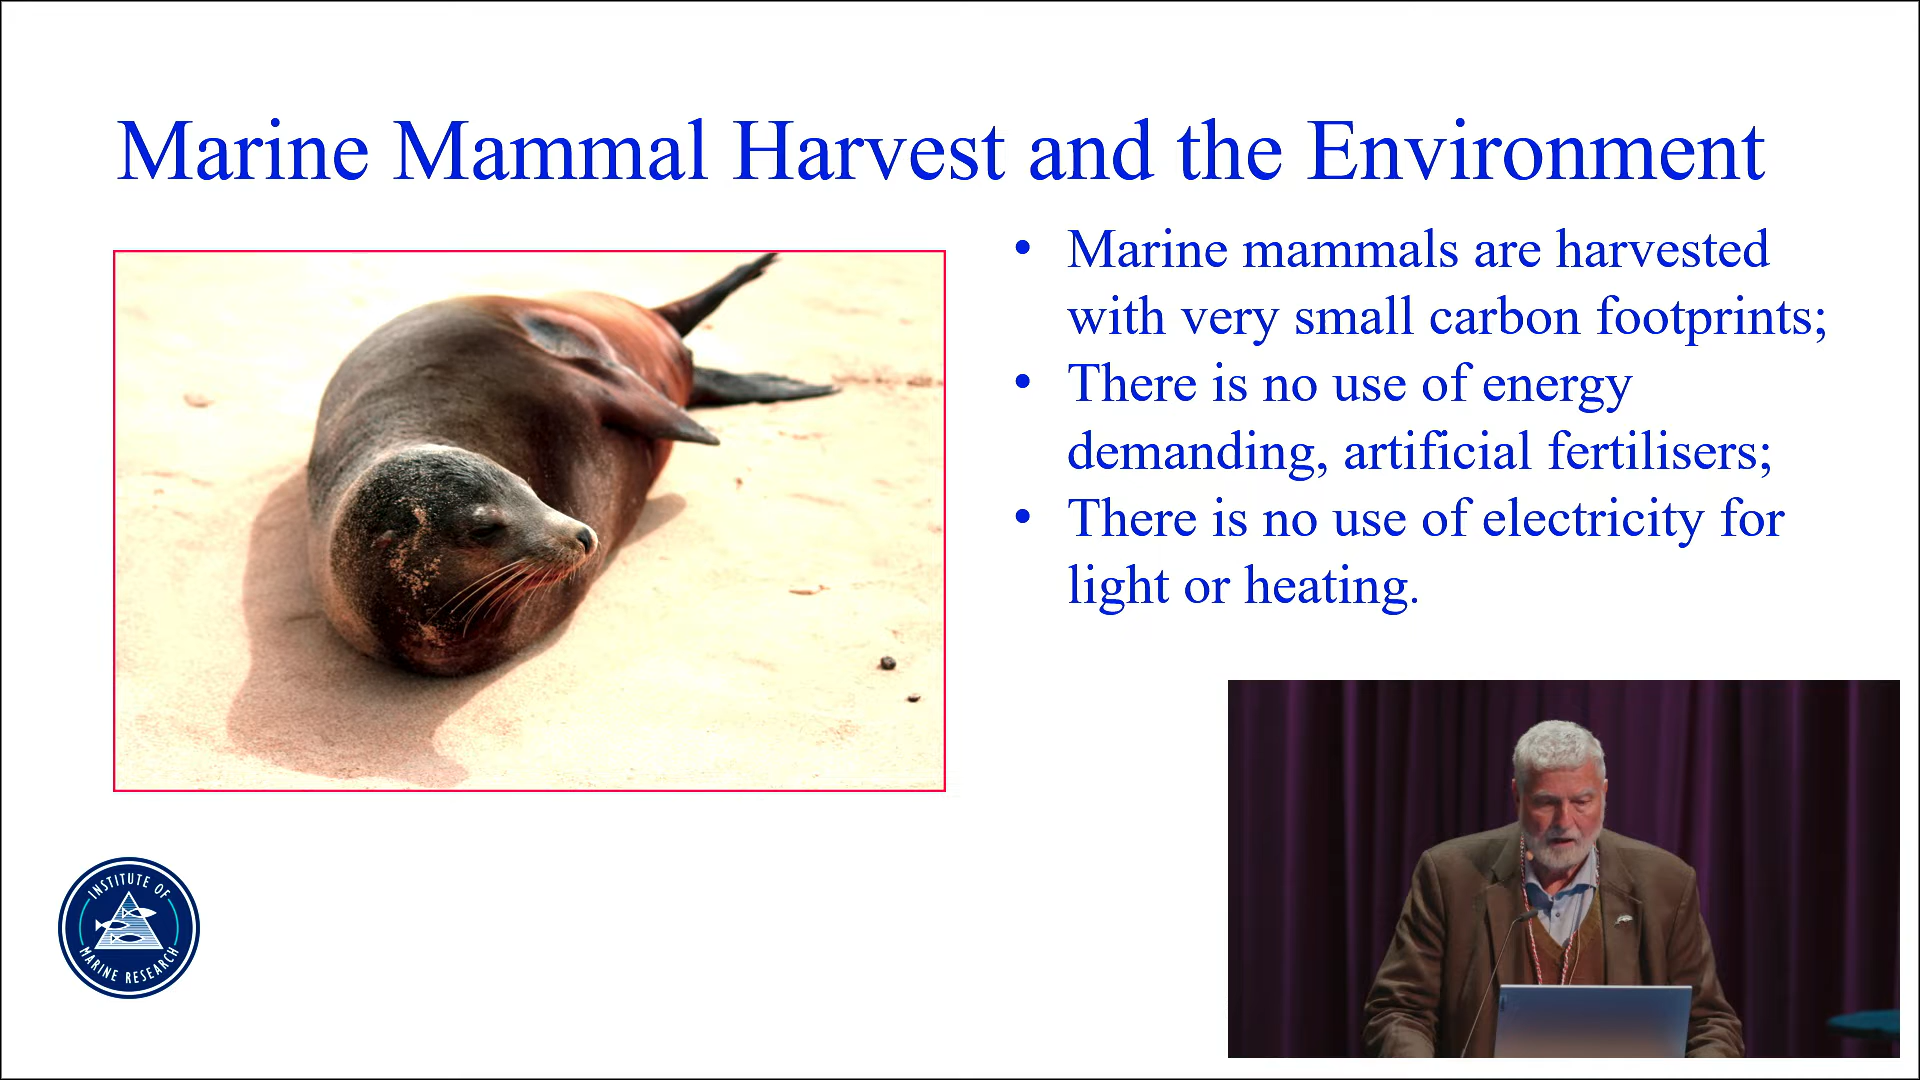 Marine Mammal Harvest and the Environment
• Marine mammals are harvested
with very small carbon footprints;
• There is no use of energy
demanding, artificial fertilisers;
• There is no use of electricity for
light or heating.
INSTITUTE OF
MARINE RESEARCH